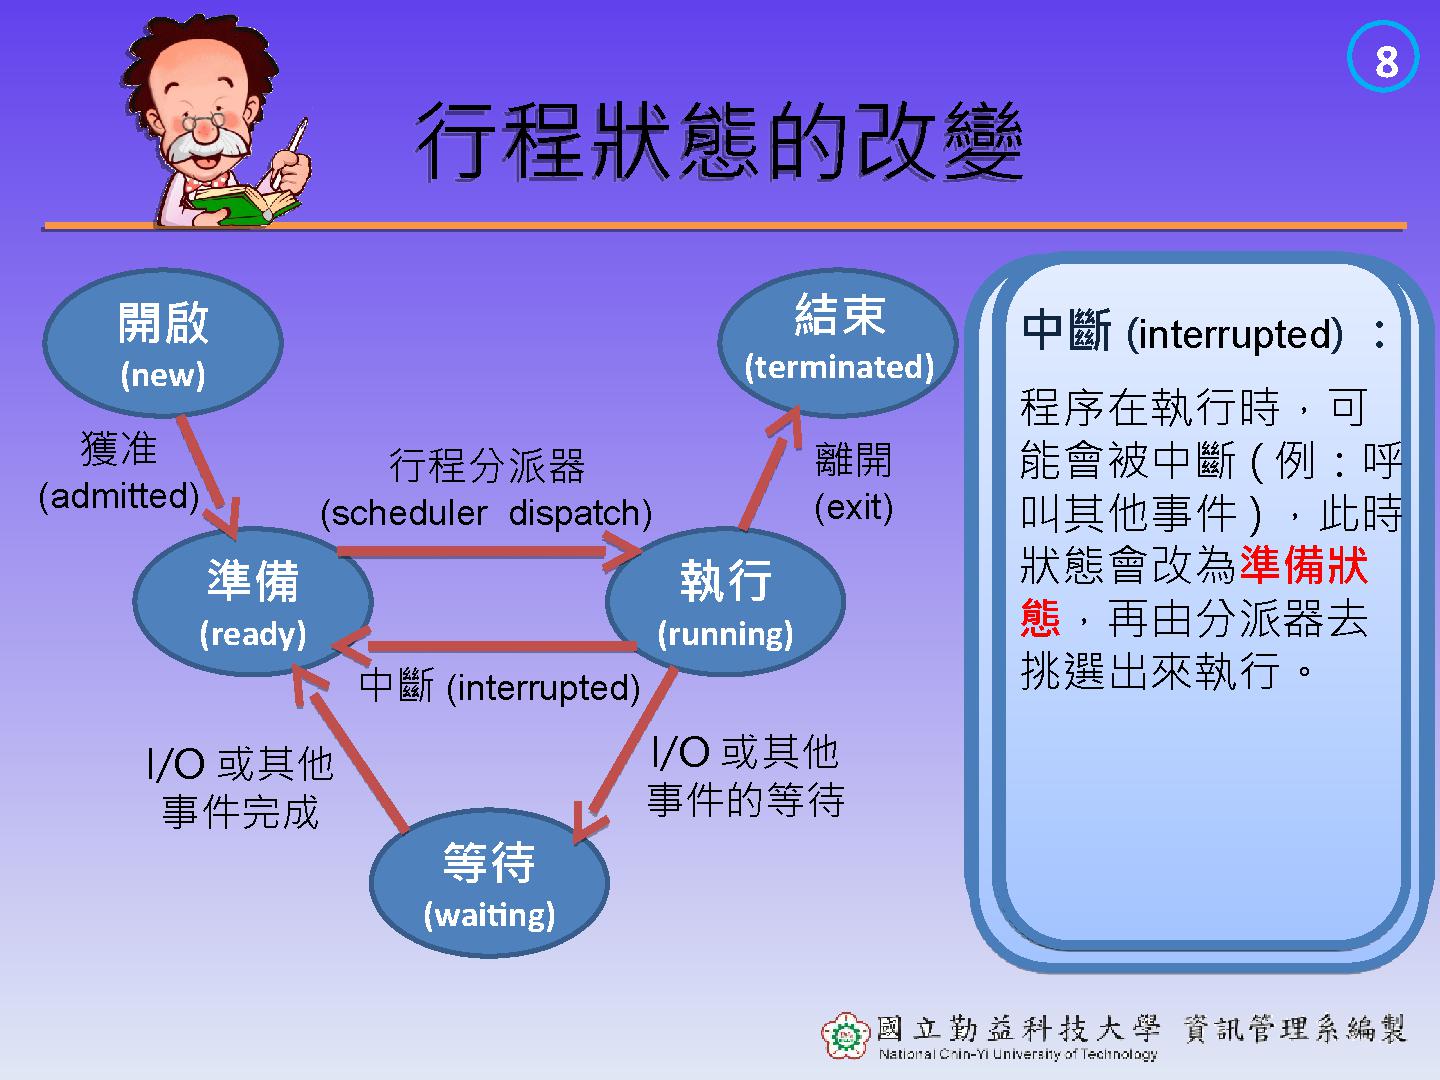 8
行程狀態的改變
開啟
(new)
結束
(terminated)
獲准
(admitted)
行程分派器
(scheduler dispatch)
離開
(exit)
準備
(ready)
執行
(running)
中斷 (interrupted)
I/O 或其他
事件完成
I/O 或其他
事件的等待
等待
(waiting)
中斷 (interrupted) ：
程序在執行時，可
能會被中斷 ( 例：呼
叫其他事件 ) ，此時
狀態會改為準備狀
態，再由分派器去
挑選出來執行。
國立勤益科技大學 資訊管理系編製
National Chin-Yi University of Technology